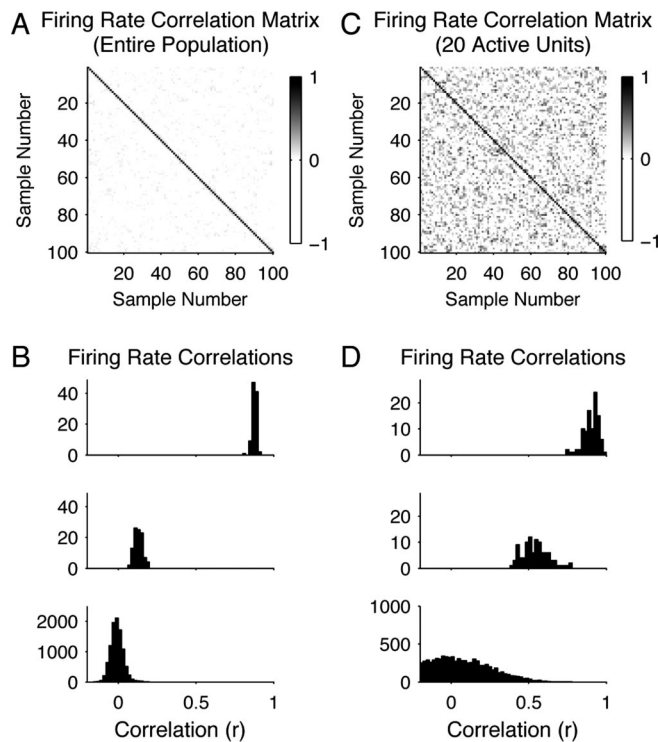 A Firing Rate Correlation Matrix
(Entire Population)
Sample Number
20
40
60
80
100
20 40 60 80 100
Sample Number
1
0
−1
C Firing Rate Correlation Matrix
(20 Active Units)
Sample Number
20
40
60
80
100
20 40 60 80 100
Sample Number
1
0
−1
B Firing Rate Correlations
40
20
0
40
20
0
2000
1000
0
0 0.5 1
Correlation (r)
D Firing Rate Correlations
20
10
0
20
10
0
1000
500
0
0 0.5 1
Correlation (r)